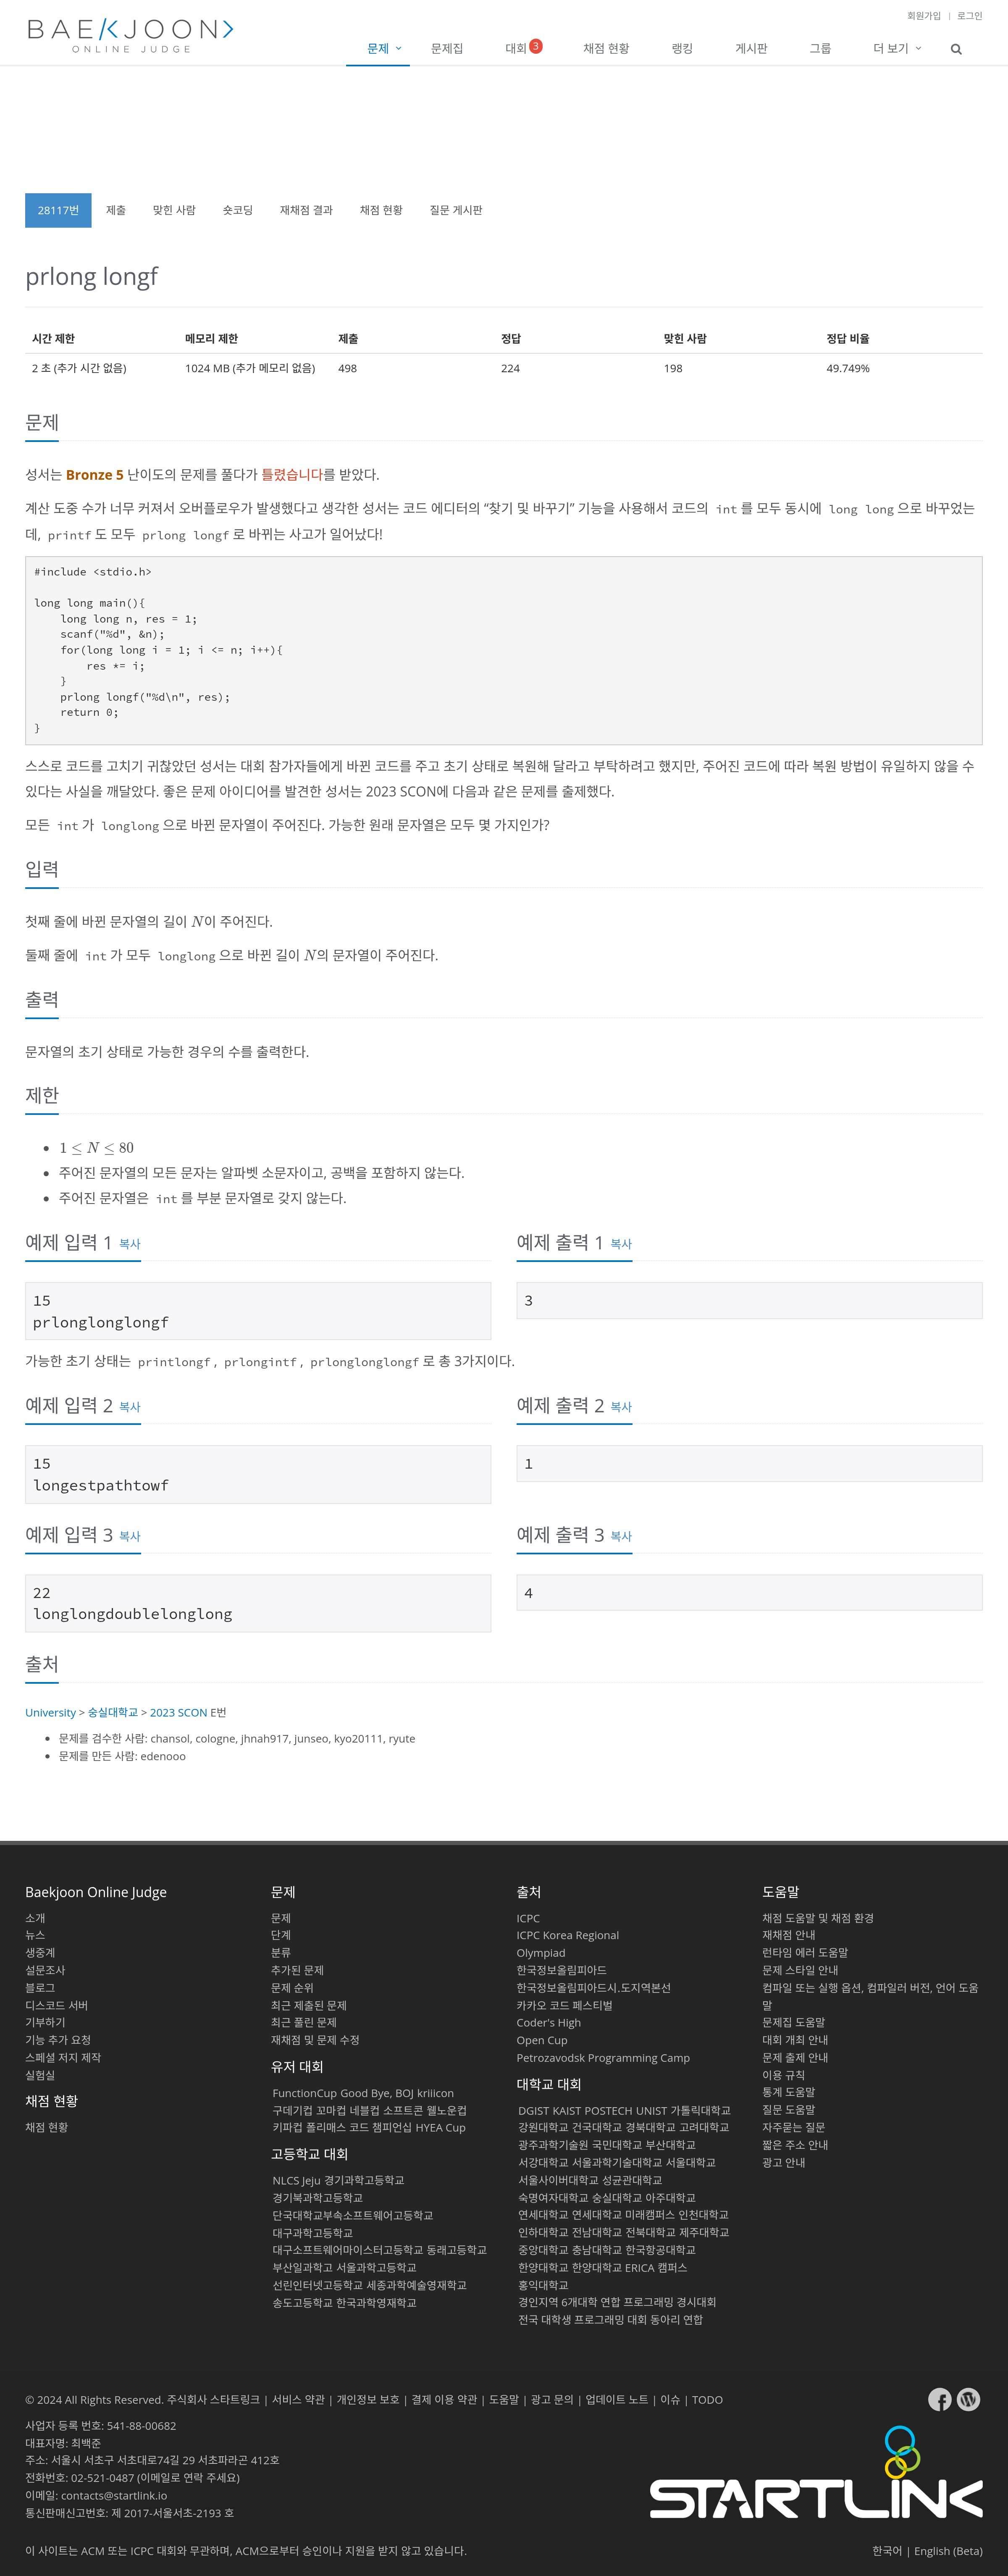 BAEKJOON
ONLINE JUDGE
회원가입 | 로그인
문제 문제집 대회 3 채점 현황 랭킹 게시판 그룹 더 보기
28117번 제출 맞힌 사람 숏코딩 재채점 결과 채점 현황 질문 게시판
prlong longf
시간 제한 메모리 제한 제출 정답 맞힌 사람 정답 비율
2 초 (추가 시간 없음) 1024 MB (추가 메모리 없음) 498 224 198 49.749%
문제
성서는 Bronze 5 난이도의 문제를 풀다가 틀렸습니다를 받았다.
계산 도중 수가 너무 커져서 오버플로우가 발생했다고 생각한 성서는 코드 에디터의 “찾기 및 바꾸기” 기능을 사용해서 코드의 int 를 모두 동시에 long long 으로 바꾸었는
데, printf 도 모두 prlong longf 로 바뀌는 사고가 일어났다!
#include <stdio.h>
long long main(){
    long long n, res = 1;
    scanf("%d", &n);
    for(long long i = 1; i <= n; i++){
        res *= i;
    }
    prlong longf("%d\n", res);
    return 0;
}
스스로 코드를 고치기 귀찮았던 성서는 대회 참가자들에게 바뀐 코드를 주고 초기 상태로 복원해 달라고 부탁하려고 했지만, 주어진 코드에 따라 복원 방법이 유일하지 않을 수
있다는 사실을 깨달았다. 좋은 문제 아이디어를 발견한 성서는 2023 SCON에 다음과 같은 문제를 출제했다.
모든 int 가 longlong 으로 바뀐 문자열이 주어진다. 가능한 원래 문자열은 모두 몇 가지인가?
입력
첫째 줄에 바뀐 문자열의 길이 N이 주어진다.
둘째 줄에 int 가 모두 longlong 으로 바뀐 길이 N의 문자열이 주어진다.
출력
문자열의 초기 상태로 가능한 경우의 수를 출력한다.
제한
• 1 ≤ N ≤ 80
• 주어진 문자열의 모든 문자는 알파벳 소문자이고, 공백을 포함하지 않는다.
• 주어진 문자열은 int 를 부분 문자열로 갖지 않는다.
예제 입력 1 복사
15
prlonglonglongf
예제 출력 1 복사
3
가능한 초기 상태는 printlongf, prlongintf, prlonglonglongf 로 총 3가지이다.
예제 입력 2 복사
15
longestpathtowf
예제 출력 2 복사
1
예제 입력 3 복사
22
longlongdoublelonglong
예제 출력 3 복사
4
출처
University > 숭실대학교 > 2023 SCON E번
• 문제를 검수한 사람: chansol, cologne, jhnah917, junseo, kyo20111, ryute
• 문제를 만든 사람: edenooo
Baekjoon Online Judge
소개
뉴스
생중계
설문조사
블로그
디스코드 서버
기부하기
기능 추가 요청
스페셜 저지 제작
실험실
채점 현황
채점 현황
문제
문제
단계
분류
추가된 문제
문제 순위
최근 제출된 문제
최근 풀린 문제
재채점 및 문제 수정
유저 대회
FunctionCup Good Bye, BOJ kriiicon
구데기컵 꼬마컵 네블컵 소프트콘 웰노운컵
키파컵 폴리매스 코드 챔피언십 HYEA Cup
고등학교 대회
NLCS Jeju 경기과학고등학교
경기북과학고등학교
단국대학교부속소프트웨어고등학교
대구과학고등학교
대구소프트웨어마이스터고등학교 동래고등학교
부산일과학고 서울과학고등학교
선린인터넷고등학교 세종과학예술영재학교
송도고등학교 한국과학영재학교
출처
ICPC
ICPC Korea Regional
Olympiad
한국정보올림피아드
한국정보올림피아드시.도지역본선
카카오 코드 페스티벌
Coder's High
Open Cup
Petrozavodsk Programming Camp
대학교 대회
DGIST KAIST POSTECH UNIST 가톨릭대학교
강원대학교 건국대학교 경북대학교 고려대학교
광주과학기술원 국민대학교 부산대학교
서강대학교 서울과학기술대학교 서울대학교
서울사이버대학교 성균관대학교
숙명여자대학교 숭실대학교 아주대학교
연세대학교 연세대학교 미래캠퍼스 인천대학교
인하대학교 전남대학교 전북대학교 제주대학교
중앙대학교 충남대학교 한국항공대학교
한양대학교 한양대학교 ERICA 캠퍼스
홍익대학교
경인지역 6개대학 연합 프로그래밍 경시대회
전국 대학생 프로그래밍 대회 동아리 연합
도움말
채점 도움말 및 채점 환경
재채점 안내
런타임 에러 도움말
문제 스타일 안내
컴파일 또는 실행 옵션, 컴파일러 버전, 언어 도움
말
문제집 도움말
대회 개최 안내
문제 출제 안내
이용 규칙
통계 도움말
질문 도움말
자주묻는 질문
짧은 주소 안내
광고 안내
© 2024 All Rights Reserved. 주식회사 스타트링크 | 서비스 약관 | 개인정보 보호 | 결제 이용 약관 | 도움말 | 광고 문의 | 업데이트 노트 | 이슈 | TODO
사업자 등록 번호: 541-88-00682
대표자명: 최백준
주소: 서울시 서초구 서초대로74길 29 서초파라곤 412호
전화번호: 02-521-0487 (이메일로 연락 주세요)
이메일: contacts@startlink.io
통신판매신고번호: 제 2017-서울서초-2193 호
STARTLINK
이 사이트는 ACM 또는 ICPC 대회와 무관하며, ACM으로부터 승인이나 지원을 받지 않고 있습니다.
한국어 | English (Beta)